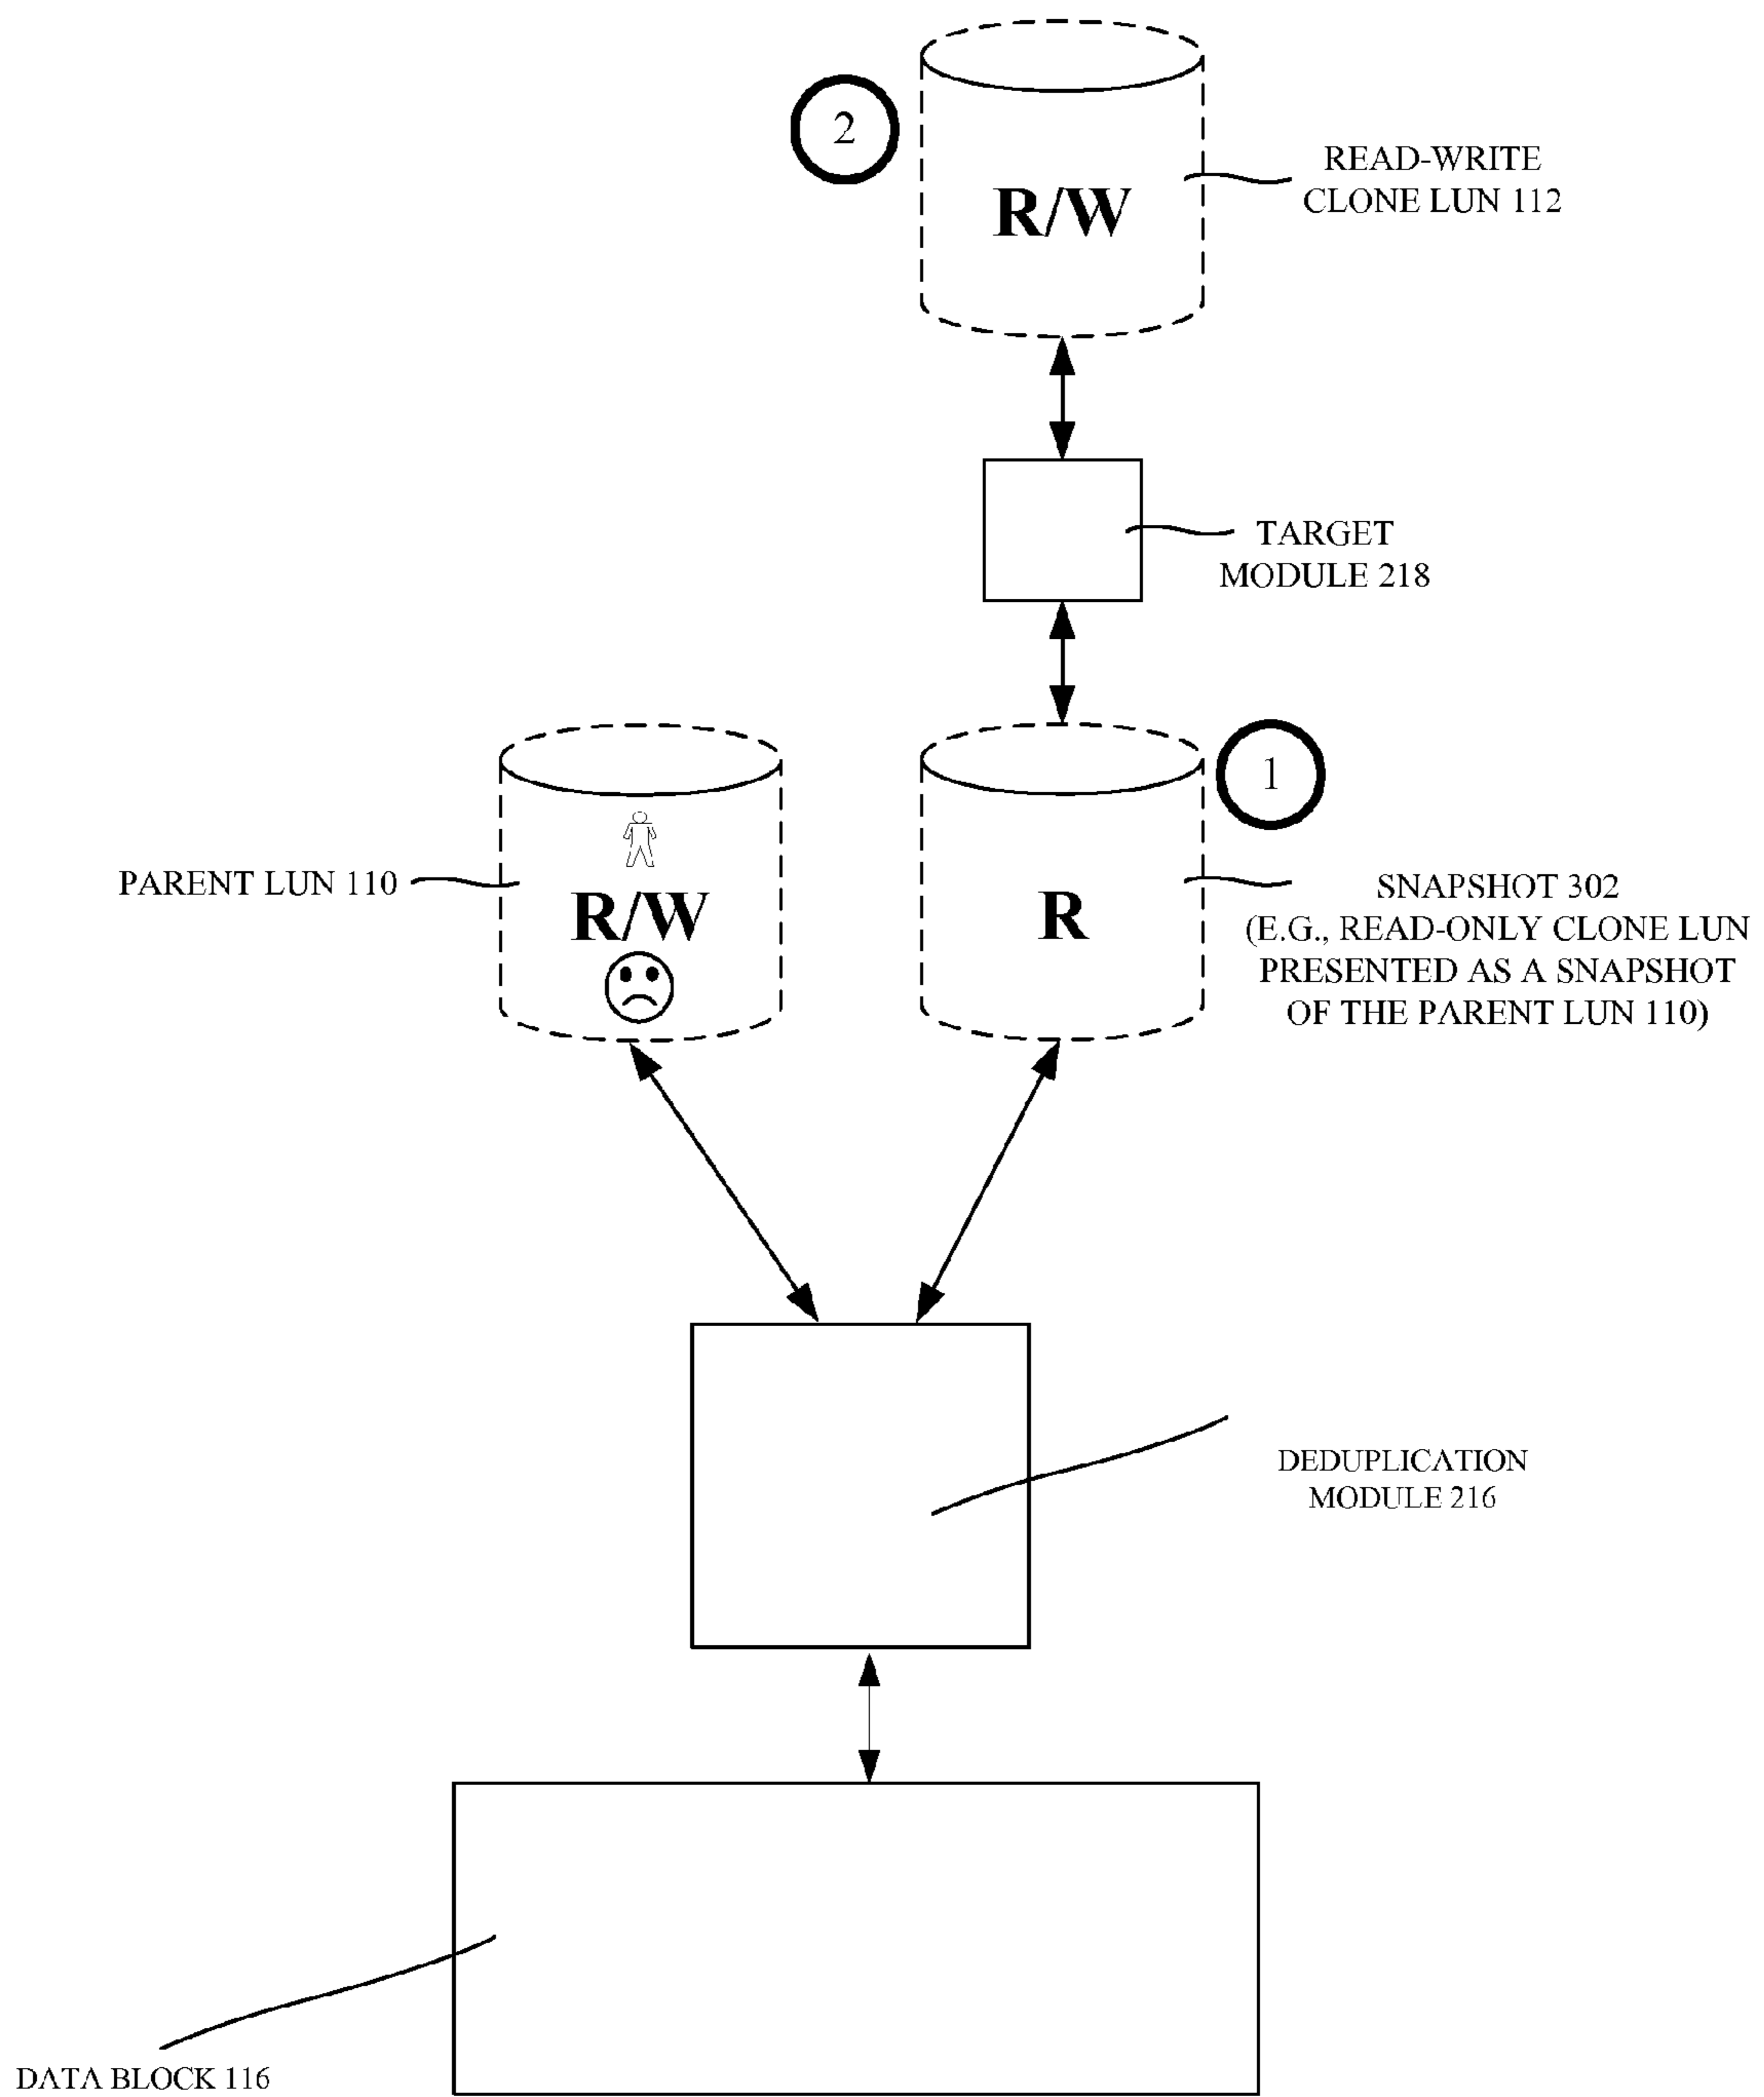 2
R/W
READ-WRITE
CLONE LUN 112
TARGET
MODULE 218
1
PARENT LUN 110
R/W
R
SNAPSHOT 302
(E.G., READ-ONLY CLONE LUN
PRESENTED AS A SNAPSHOT
OF THE PARENT LUN 110)
DEDUPLICATION
MODULE 216
DATA BLOCK 116